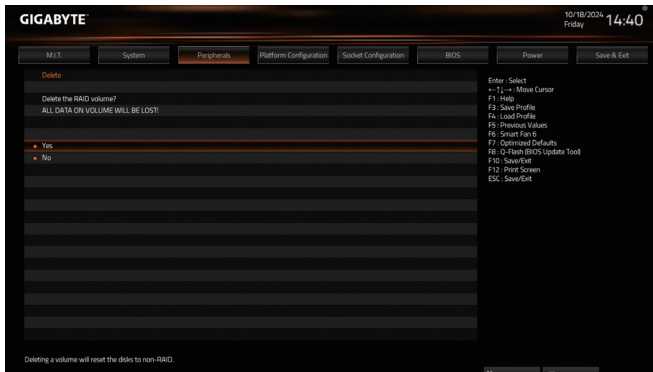 GIGABYTE™
10/18/2024 14:40
Friday
M.I.T. System Peripherals Platform Configuration Socket Configuration BIOS Power Save & Exit
Delete
Delete the RAID volume?
ALL DATA ON VOLUME WILL BE LOST!
Yes
No
Enter : Select
←↑↓→ : Move Cursor
F1 : Help
F3 : Save Profile
F4 : Load Profile
F5 : Previous Values
F6 : Smart Fan 6
F7 : Optimized Defaults
F8 : Q-Flash (BIOS Update Tool)
F10 : Save/Exit
F12 : Print Screen
ESC : Save/Exit
Deleting a volume will reset the disks to non-RAID.